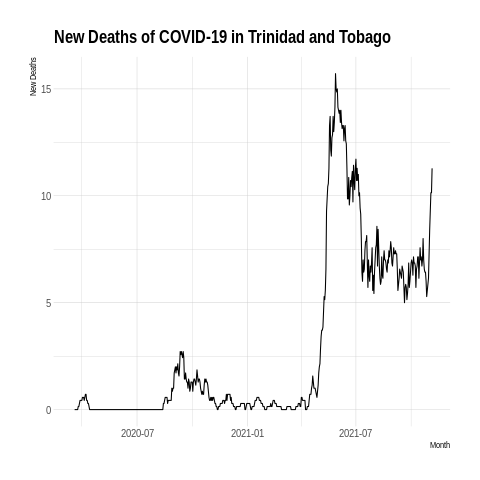 New Deaths of COVID-19 in Trinidad and Tobago
New Deaths
15
10
5
0
2020-07
2021-01
2021-07
Month